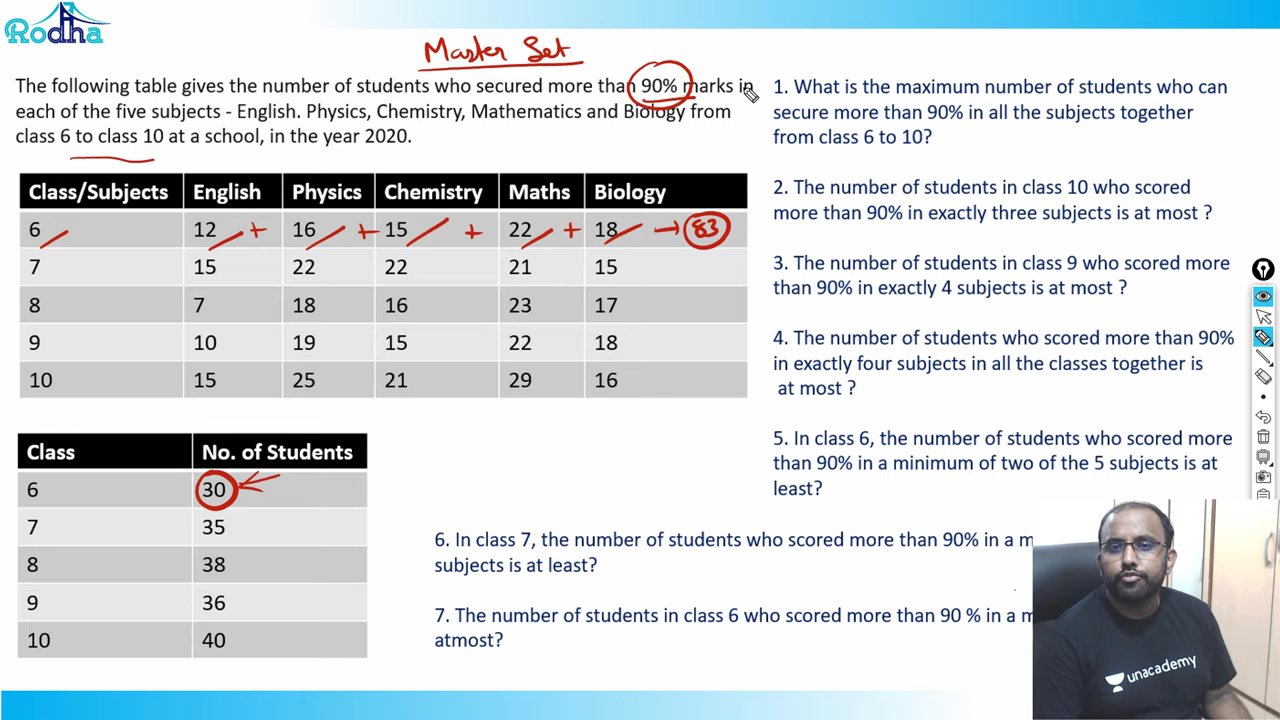 Rodha
Master Set
The following table gives the number of students who secured more than 90% marks in
each of the five subjects - English. Physics, Chemistry, Mathematics and Biology from
class 6 to class 10 at a school, in the year 2020.
Class/Subjects English Physics Chemistry Maths Biology
6 12 + 16 + 15 + 22 + 18 → 83
7 15 22 22 21 15
8 7 18 16 23 17
9 10 19 15 22 18
10 15 25 21 29 16
Class No. of Students
6 30
7 35
8 38
9 36
10 40
1. What is the maximum number of students who can
secure more than 90% in all the subjects together
from class 6 to 10?
2. The number of students in class 10 who scored
more than 90% in exactly three subjects is at most ?
3. The number of students in class 9 who scored more
than 90% in exactly 4 subjects is at most ?
4. The number of students who scored more than 90%
in exactly four subjects in all the classes together is
at most ?
5. In class 6, the number of students who scored more
than 90% in a minimum of two of the 5 subjects is at
least?
6. In class 7, the number of students who scored more than 90% in a
subjects is at least?
7. The number of students in class 6 who scored more than 90 % in a
atmost?
unacademy